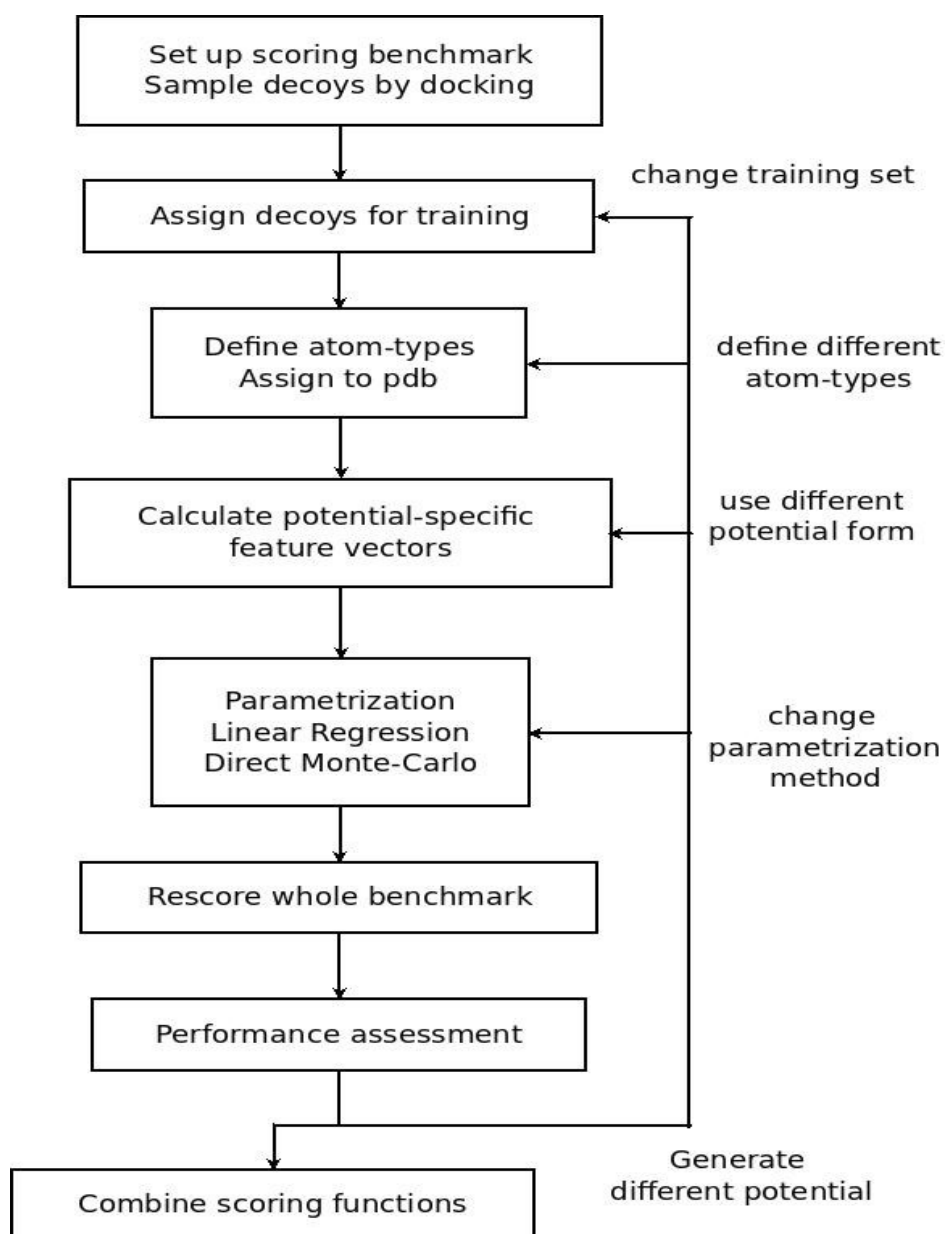 Set up scoring benchmark
Sample decoys by docking
change training set
Assign decoys for training
Define atom-types
Assign to pdb
define different
atom-types
Calculate potential-specific
feature vectors
use different
potential form
Parametrization
Linear Regression
Direct Monte-Carlo
change
parametrization
method
Rescore whole benchmark
Performance assessment
Generate
different potential
Combine scoring functions